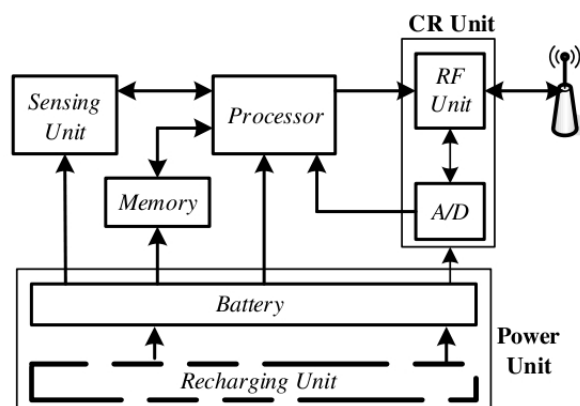 CR Unit
Sensing
Unit
Processor
RF
Unit
Memory
A/D
Battery
Power
Unit
Recharging Unit